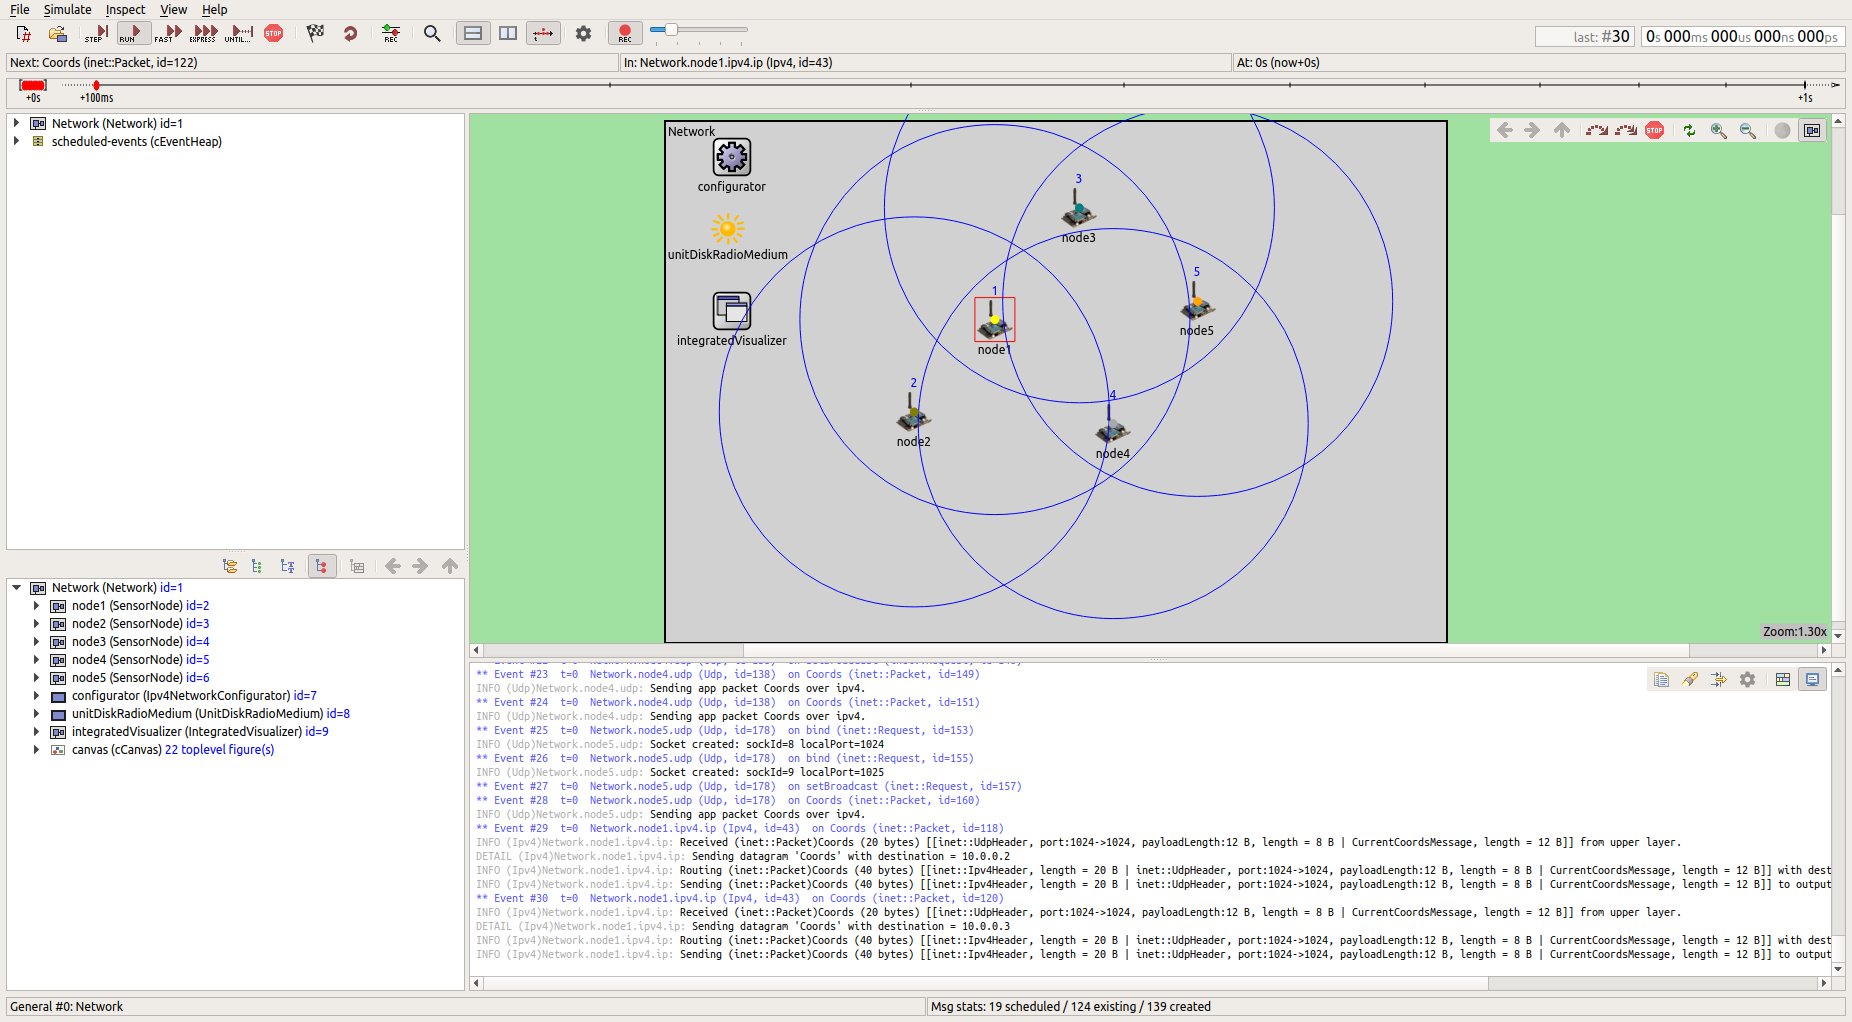 File Simulate Inspect View Help
STEP RUN FAST EXPRESS UNTIL... STOP REC REC last: #30 0s 000ms 000us 000ns 000ps
Next: Coords (inet::Packet, id=122) In: Network.node1.ipv4.ip (Ipv4, id=43) At: 0s (now+0s)
+0s +100ms +1s
Network (Network) id=1
scheduled-events (cEventHeap)
Network (Network) id=1
node1 (SensorNode) id=2
node2 (SensorNode) id=3
node3 (SensorNode) id=4
node4 (SensorNode) id=5
node5 (SensorNode) id=6
configurator (Ipv4NetworkConfigurator) id=7
unitDiskRadioMedium (UnitDiskRadioMedium) id=8
integratedVisualizer (IntegratedVisualizer) id=9
canvas (cCanvas) 22 toplevel figure(s)
Network
STOP
configurator
3
unitDiskRadioMedium
node3
5
1
integratedVisualizer
node5
node1
2
4
node2
node4
Zoom:1.30x
** Event #23 t=0 Network.node4.udp (Udp, id=138) on Coords (inet::Packet, id=149)
INFO (Udp)Network.node4.udp: Sending app packet Coords over ipv4.
** Event #24 t=0 Network.node4.udp (Udp, id=138) on Coords (inet::Packet, id=151)
INFO (Udp)Network.node4.udp: Sending app packet Coords over ipv4.
** Event #25 t=0 Network.node5.udp (Udp, id=178) on bind (inet::Request, id=153)
INFO (Udp)Network.node5.udp: Socket created: sockId=8 localPort=1024
** Event #26 t=0 Network.node5.udp (Udp, id=178) on bind (inet::Request, id=155)
INFO (Udp)Network.node5.udp: Socket created: sockId=9 localPort=1025
** Event #27 t=0 Network.node5.udp (Udp, id=178) on setBroadcast (inet::Request, id=157)
** Event #28 t=0 Network.node5.udp (Udp, id=178) on Coords (inet::Packet, id=160)
INFO (Udp)Network.node5.udp: Sending app packet Coords over ipv4.
** Event #29 t=0 Network.node1.ipv4.ip (Ipv4, id=43) on Coords (inet::Packet, id=118)
INFO (Ipv4)Network.node1.ipv4.ip: Received (inet::Packet)Coords (20 bytes) [[inet::UdpHeader, port:1024->1024, payloadLength:12 B, length = 8 B | CurrentCoordsMessage, length = 12 B]] from upper layer.
DETAIL (Ipv4)Network.node1.ipv4.ip: Sending datagram 'Coords' with destination = 10.0.0.2
INFO (Ipv4)Network.node1.ipv4.ip: Routing (inet::Packet)Coords (40 bytes) [[inet::Ipv4Header, length = 20 B | inet::UdpHeader, port:1024->1024, payloadLength:12 B, length = 8 B | CurrentCoordsMessage, length = 12 B]] with dest
INFO (Ipv4)Network.node1.ipv4.ip: Sending (inet::Packet)Coords (40 bytes) [[inet::Ipv4Header, length = 20 B | inet::UdpHeader, port:1024->1024, payloadLength:12 B, length = 8 B | CurrentCoordsMessage, length = 12 B]] to output
** Event #30 t=0 Network.node1.ipv4.ip (Ipv4, id=43) on Coords (inet::Packet, id=120)
INFO (Ipv4)Network.node1.ipv4.ip: Received (inet::Packet)Coords (20 bytes) [[inet::UdpHeader, port:1024->1024, payloadLength:12 B, length = 8 B | CurrentCoordsMessage, length = 12 B]] from upper layer.
DETAIL (Ipv4)Network.node1.ipv4.ip: Sending datagram 'Coords' with destination = 10.0.0.3
INFO (Ipv4)Network.node1.ipv4.ip: Routing (inet::Packet)Coords (40 bytes) [[inet::Ipv4Header, length = 20 B | inet::UdpHeader, port:1024->1024, payloadLength:12 B, length = 8 B | CurrentCoordsMessage, length = 12 B]] with dest
INFO (Ipv4)Network.node1.ipv4.ip: Sending (inet::Packet)Coords (40 bytes) [[inet::Ipv4Header, length = 20 B | inet::UdpHeader, port:1024->1024, payloadLength:12 B, length = 8 B | CurrentCoordsMessage, length = 12 B]] to output
General #0: Network Msg stats: 19 scheduled / 124 existing / 139 created